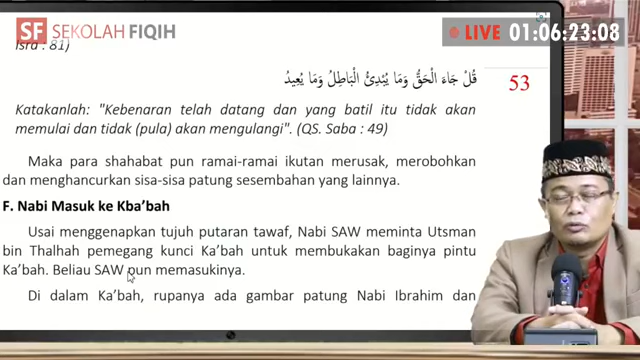 SF SEKOLAH FIQIH
LIVE 01:06:23:08
Isra : 81)
قُلْ جَاءَ الْحَقُّ وَمَا يُبْدِئُ الْبَاطِلُ وَمَا يُعِيدُ
53
Katakanlah: "Kebenaran telah datang dan yang batil itu tidak akan
memulai dan tidak (pula) akan mengulangi". (QS. Saba : 49)
Maka para shahabat pun ramai-ramai ikutan merusak, merobohkan
dan menghancurkan sisa-sisa patung sesembahan yang lainnya.
F. Nabi Masuk ke Kba’bah
Usai menggenapkan tujuh putaran tawaf, Nabi SAW meminta Utsman
bin Thalhah pemegang kunci Ka’bah untuk membukakan baginya pintu
Ka’bah. Beliau SAW pun memasukinya.
Di dalam Ka’bah, rupanya ada gambar patung Nabi Ibrahim dan